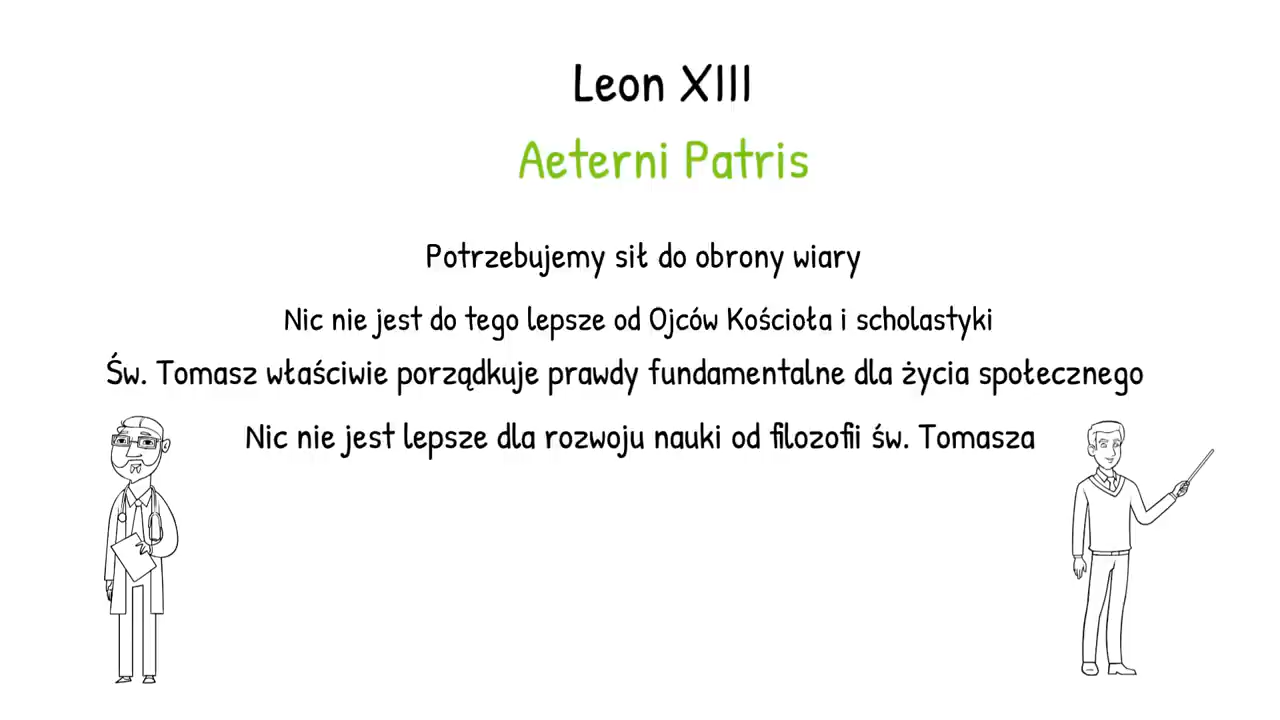 Leon XIII
Aeterni Patris
Potrzebujemy sił do obrony wiary
Nic nie jest do tego lepsze od Ojców Kościoła i scholastyki
Św. Tomasz właściwie porządkuje prawdy fundamentalne dla życia społecznego
Nic nie jest lepsze dla rozwoju nauki od filozofii św. Tomasza